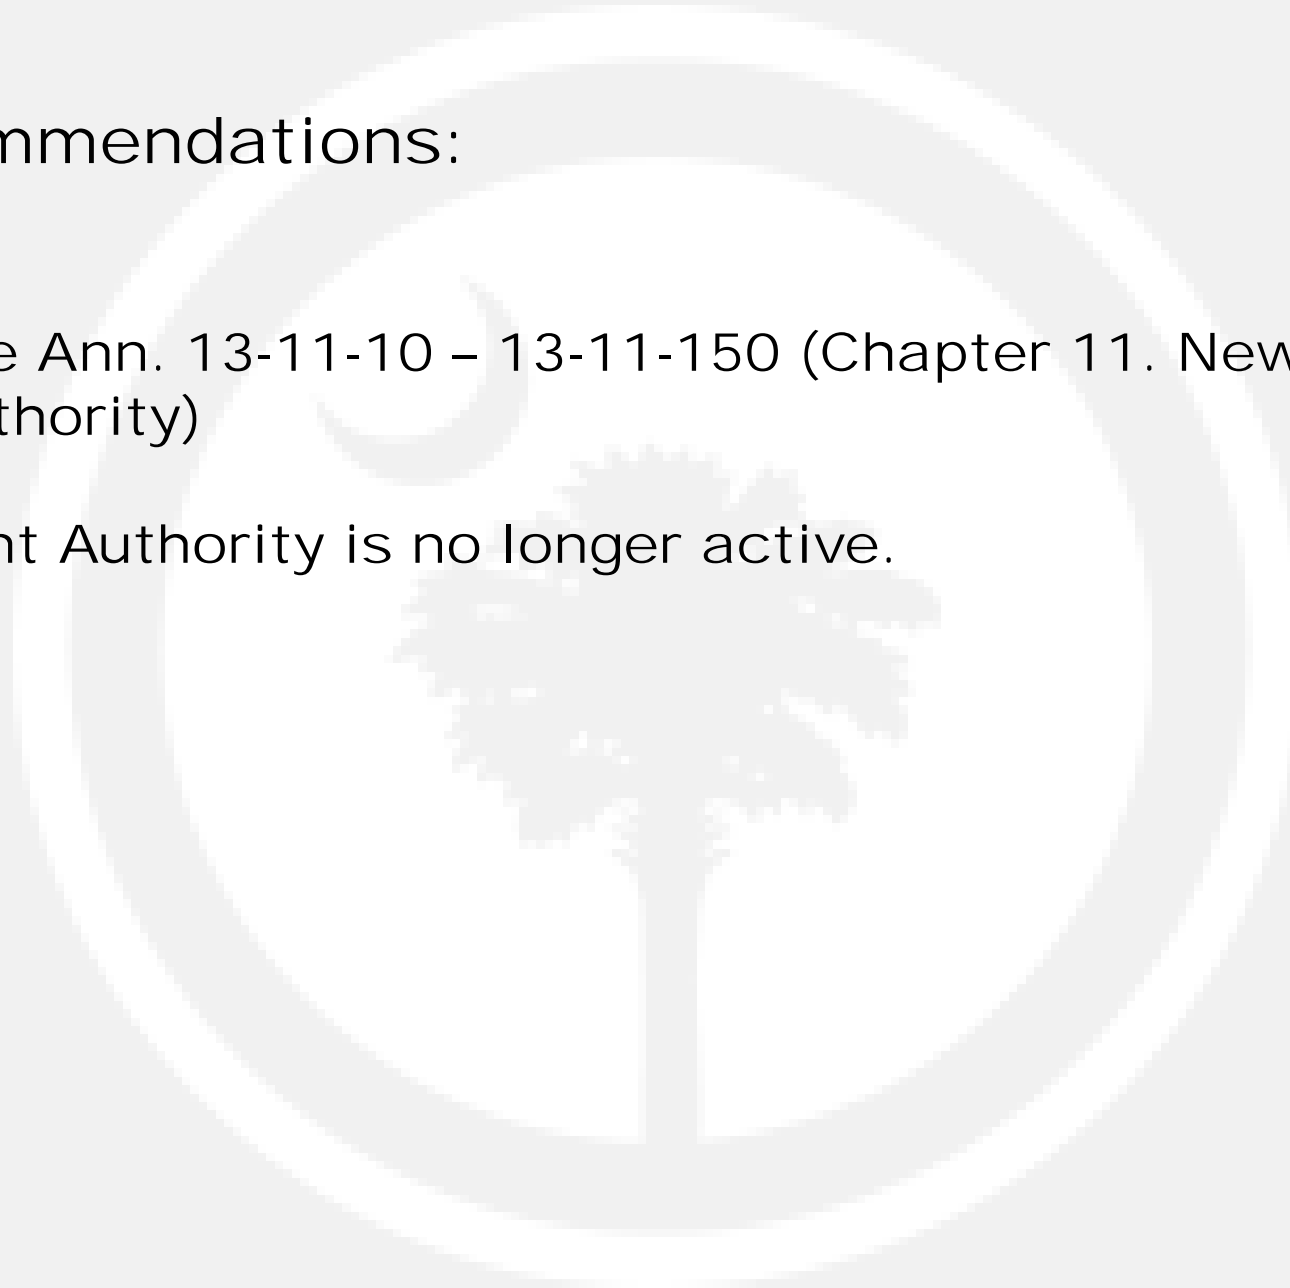 mmendations:
e Ann. 13-11-10 – 13-11-150 (Chapter 11. New
thority)
nt Authority is no longer active.